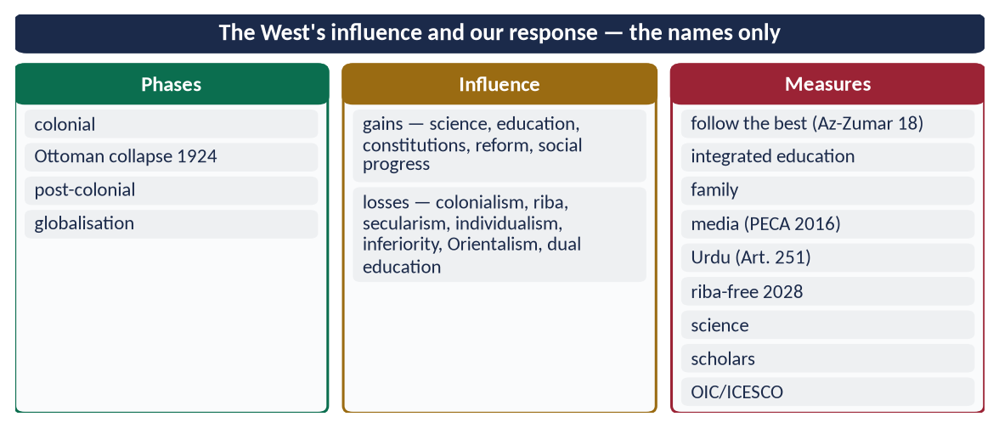 The West's influence and our response — the names only
Phases
colonial
Ottoman collapse 1924
post-colonial
globalisation
Influence
gains — science, education,
constitutions, reform, social
progress
losses — colonialism, riba,
secularism, individualism,
inferiority, Orientalism, dual
education
Measures
follow the best (Az-Zumar 18)
integrated education
family
media (PECA 2016)
Urdu (Art. 251)
riba-free 2028
science
scholars
OIC/ICESCO